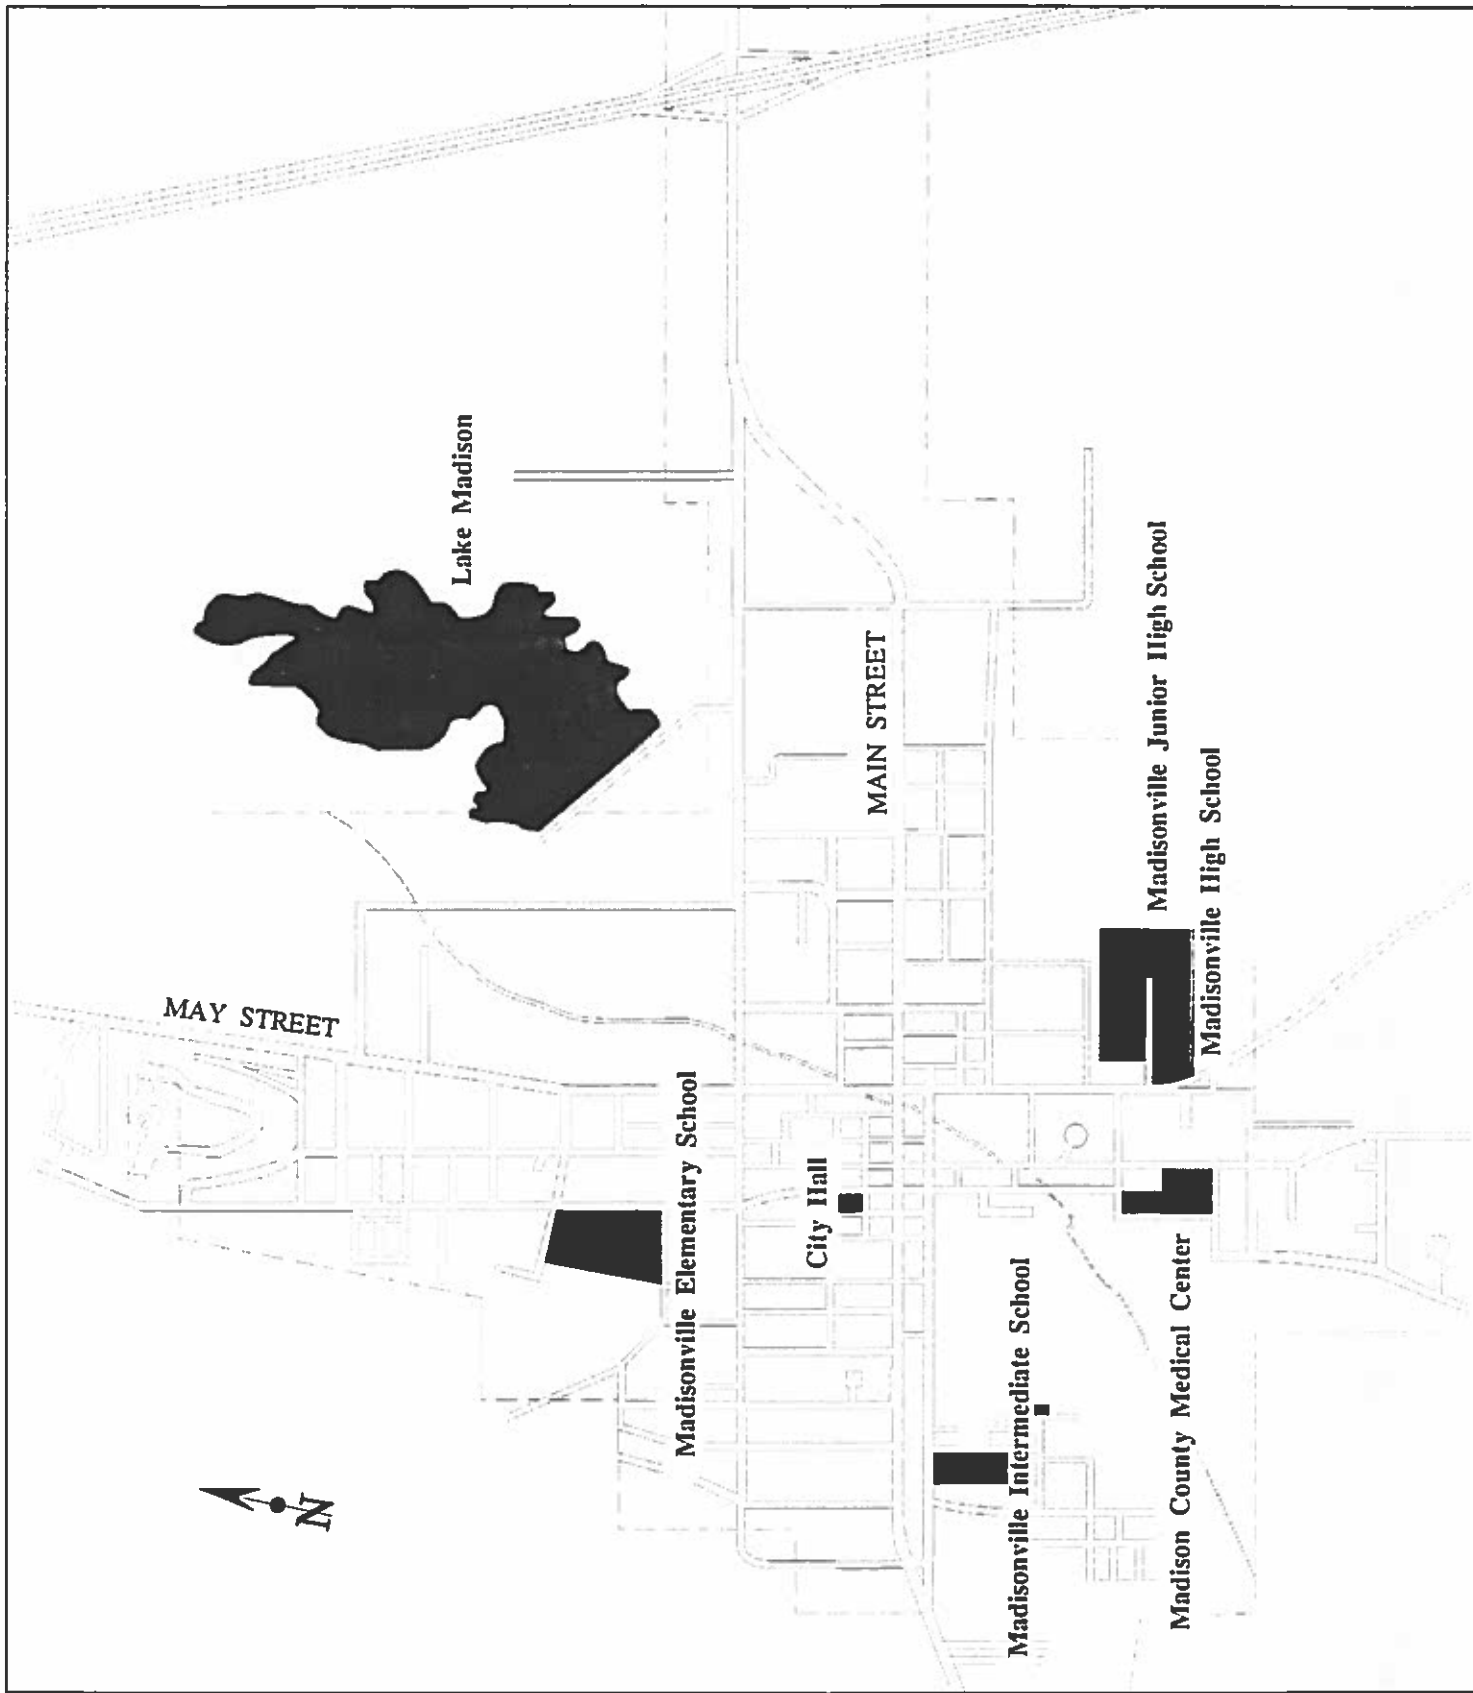 Lake Madison
MAY STREET
MAIN STREET
Madisonville Elementary School
City Hall
Madisonville Junior High School
Madisonville High School
Madisonville Intermediate School
Madison County Medical Center
N